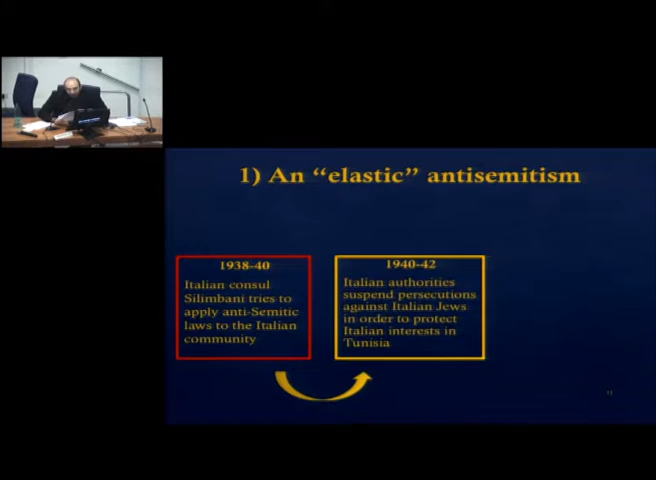 1) An “elastic” antisemitism
1938-40
Italian consul
Silimbani tries to
apply anti-Semitic
laws to the Italian
community
1940-42
Italian authorities
suspend persecutions
against Italian Jews
in order to protect
Italian interests in
Tunisia
11